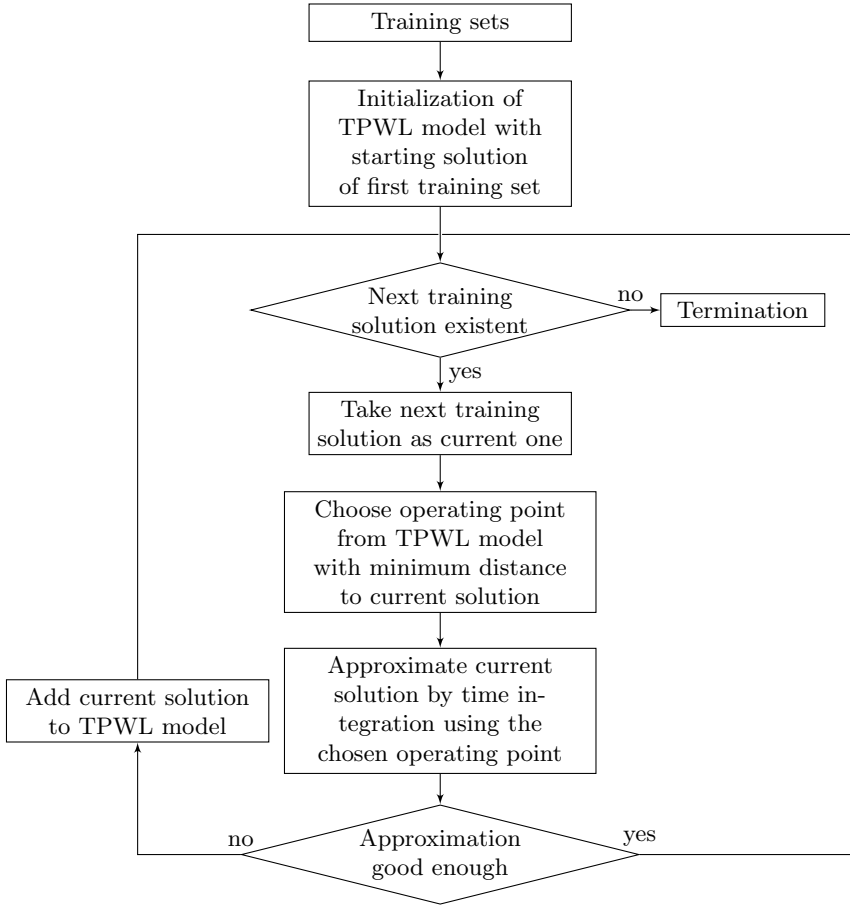 Training sets
Initialization of
TPWL model with
starting solution
of first training set
Next training
solution existent
no
Termination
yes
Take next training
solution as current one
Choose operating point
from TPWL model
with minimum distance
to current solution
Approximate current
solution by time in-
tegration using the
chosen operating point
Add current solution
to TPWL model
no
Approximation
good enough
yes